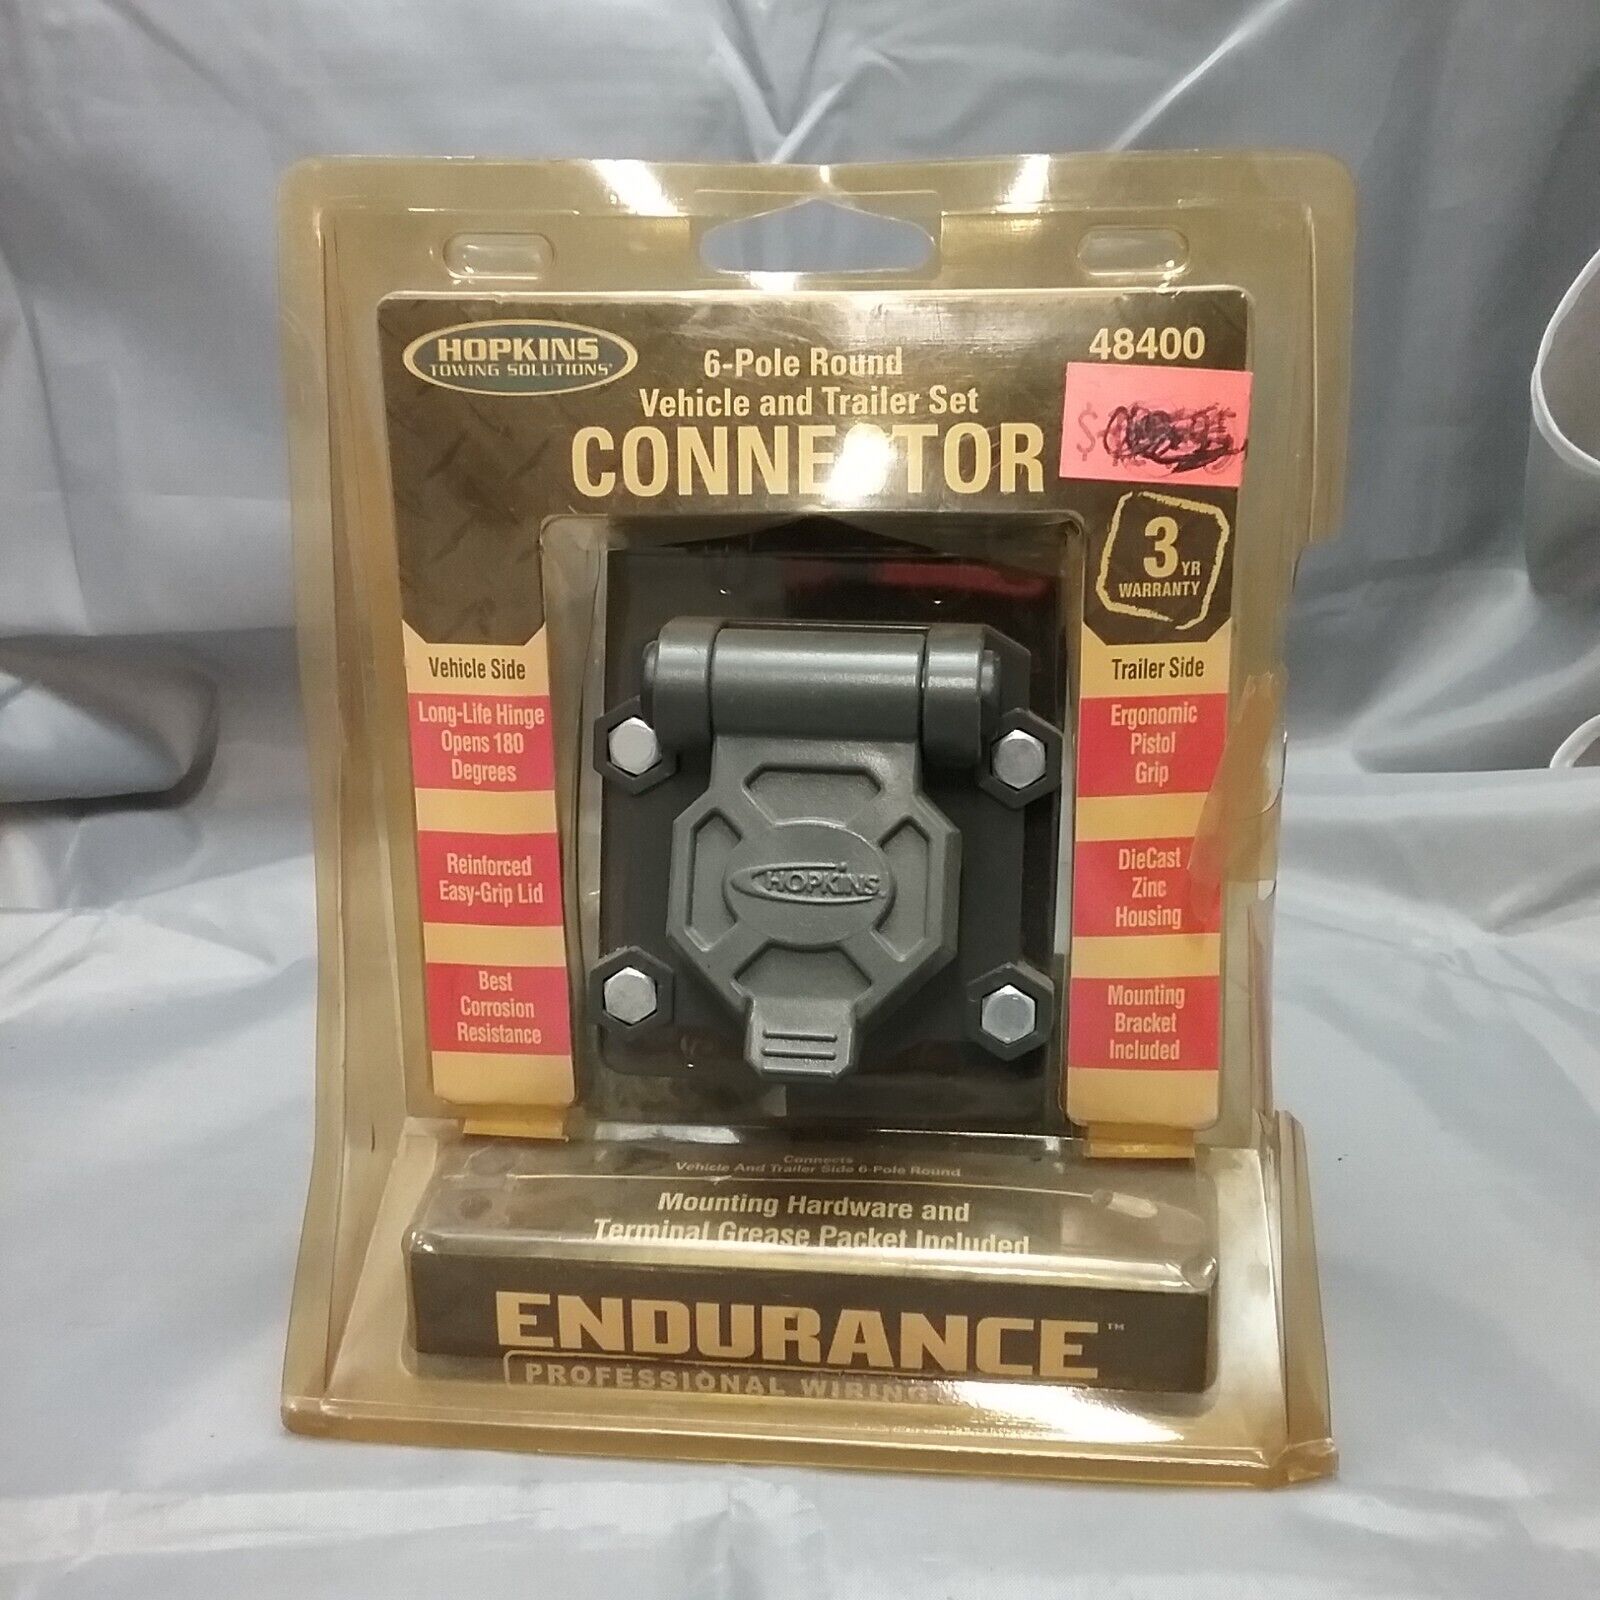 HOPKINS
TOWING SOLUTIONS
48400
6-Pole Round
Vehicle and Trailer Set
CONNECTOR
$
3
YR
WARRANTY
Vehicle Side
Long-Life Hinge
Opens 180
Degrees
Reinforced
Easy-Grip Lid
Best
Corrosion
Resistance
Trailer Side
Ergonomic
Pistol
Grip
DieCast
Zinc
Housing
Mounting
Bracket
Included
HOPKINS
Connects
Vehicle And Trailer Side 6-Pole Round
Mounting Hardware and
Terminal Grease Packet Included
ENDURANCE™
PROFESSIONAL WIRING